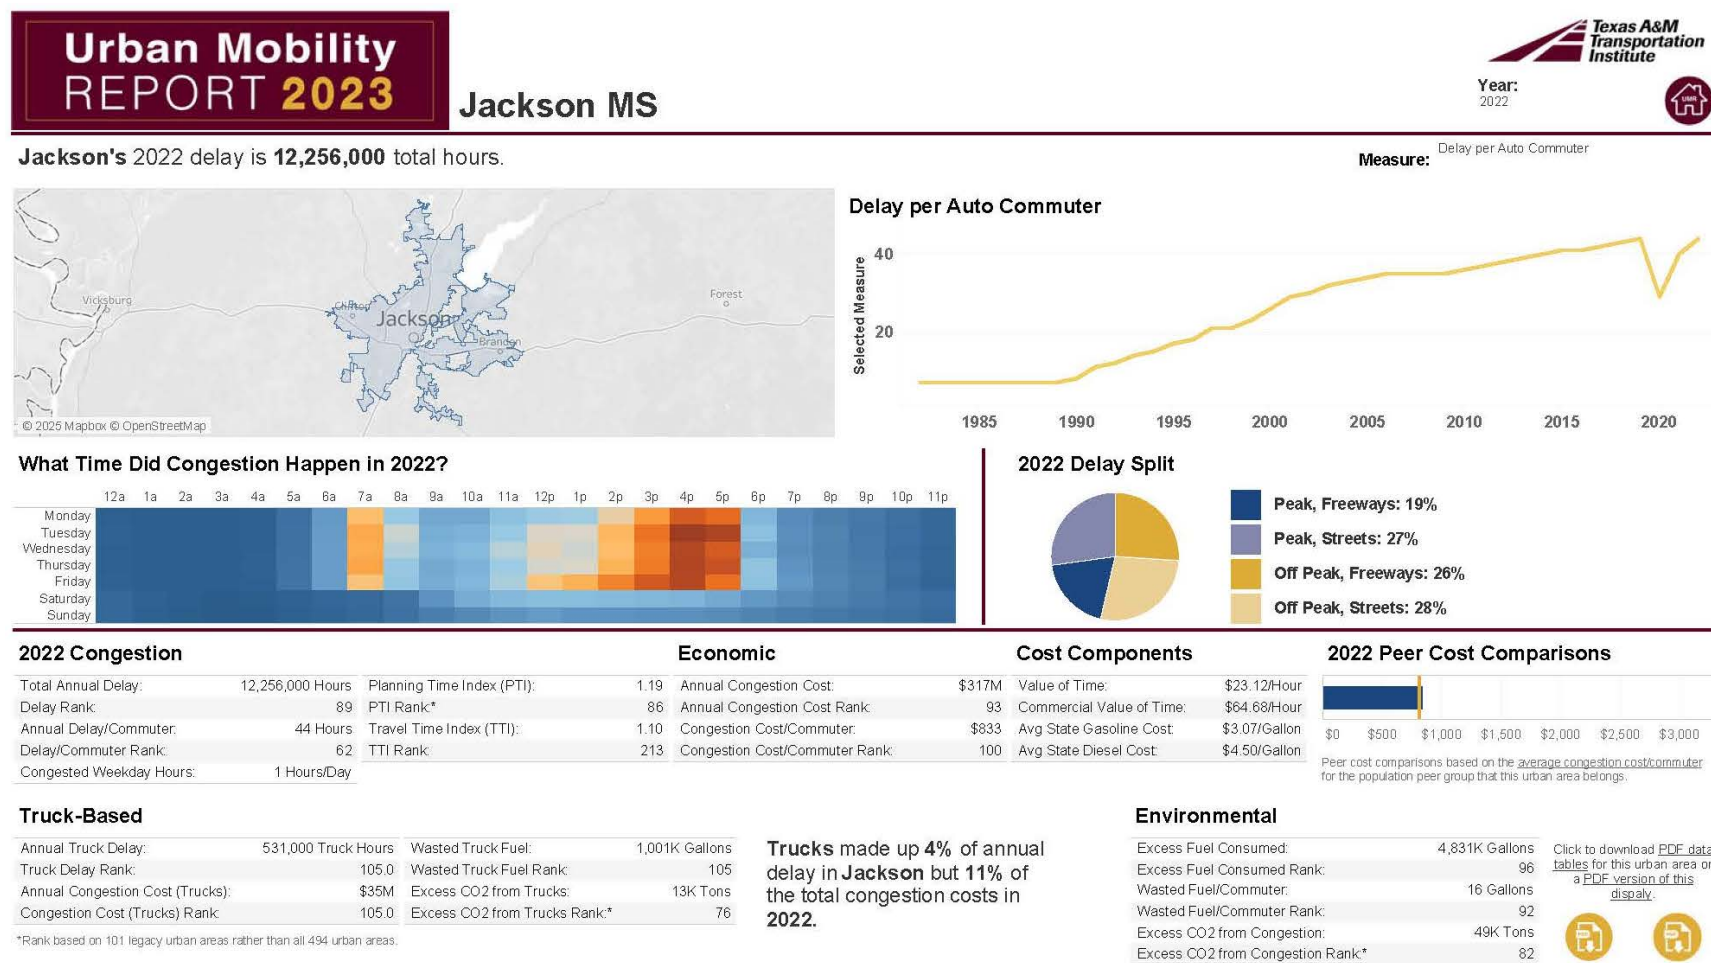 Urban Mobility
REPORT 2023
Jackson MS
Texas A&M
Transportation
Institute
Year:
2022
UMR
Jackson's 2022 delay is 12,256,000 total hours.
Measure:
Delay per Auto Commuter
Vicksburg
Clinton
Jackson
Brandon
Forest
© 2025 Mapbox © OpenStreetMap
Delay per Auto Commuter
Selected Measure
40
20
1985 1990 1995 2000 2005 2010 2015 2020
What Time Did Congestion Happen in 2022?
12a 1a 2a 3a 4a 5a 6a 7a 8a 9a 10a 11a 12p 1p 2p 3p 4p 5p 6p 7p 8p 9p 10p 11p
Monday
Tuesday
Wednesday
Thursday
Friday
Saturday
Sunday
2022 Delay Split
Peak, Freeways: 19%
Peak, Streets: 27%
Off Peak, Freeways: 26%
Off Peak, Streets: 28%
2022 Congestion
Total Annual Delay: 12,256,000 Hours
Delay Rank: 89
Annual Delay/Commuter: 44 Hours
Delay/Commuter Rank: 62
Congested Weekday Hours: 1 Hours/Day
Planning Time Index (PTI): 1.19
PTI Rank:* 86
Travel Time Index (TTI): 1.10
TTI Rank: 213
Economic
Annual Congestion Cost: $317M
Annual Congestion Cost Rank: 93
Congestion Cost/Commuter: $833
Congestion Cost/Commuter Rank: 100
Cost Components
Value of Time: $23.12/Hour
Commercial Value of Time: $64.68/Hour
Avg State Gasoline Cost: $3.07/Gallon
Avg State Diesel Cost: $4.50/Gallon
2022 Peer Cost Comparisons
$0 $500 $1,000 $1,500 $2,000 $2,500 $3,000
Peer cost comparisons based on the average congestion cost/commuter
for the population peer group that this urban area belongs.
Truck-Based
Annual Truck Delay: 531,000 Truck Hours
Truck Delay Rank: 105.0
Annual Congestion Cost (Trucks): $35M
Congestion Cost (Trucks) Rank: 105.0
Wasted Truck Fuel: 1,001K Gallons
Wasted Truck Fuel Rank: 105
Excess CO2 from Trucks: 13K Tons
Excess CO2 from Trucks Rank:* 76
*Rank based on 101 legacy urban areas rather than all 494 urban areas.
Trucks made up 4% of annual
delay in Jackson but 11% of
the total congestion costs in
2022.
Environmental
Excess Fuel Consumed: 4,831K Gallons
Excess Fuel Consumed Rank: 96
Wasted Fuel/Commuter: 16 Gallons
Wasted Fuel/Commuter Rank: 92
Excess CO2 from Congestion: 49K Tons
Excess CO2 from Congestion Rank:* 82
Click to download PDF data
tables for this urban area or
a PDF version of this
dispaly.